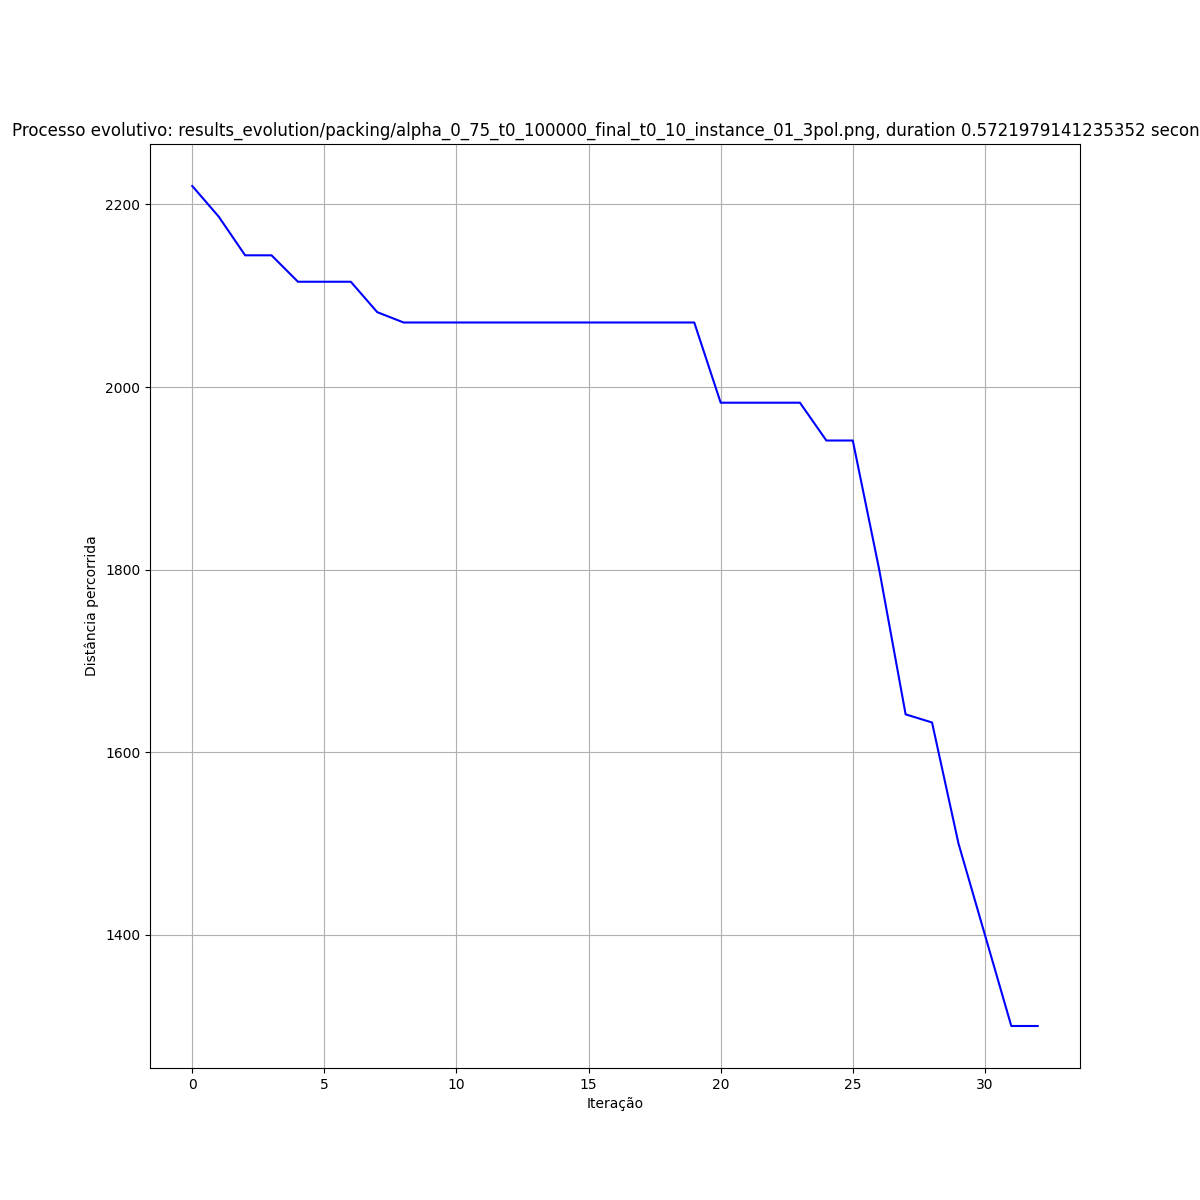 Processo evolutivo: results_evolution/packing/alpha_0_75_t0_100000_final_t0_10_instance_01_3pol.png, duration 0.5721979141235352 secon
2200
2000
1800
1600
1400
Distância percorrida
0 5 10 15 20 25 30
Iteração